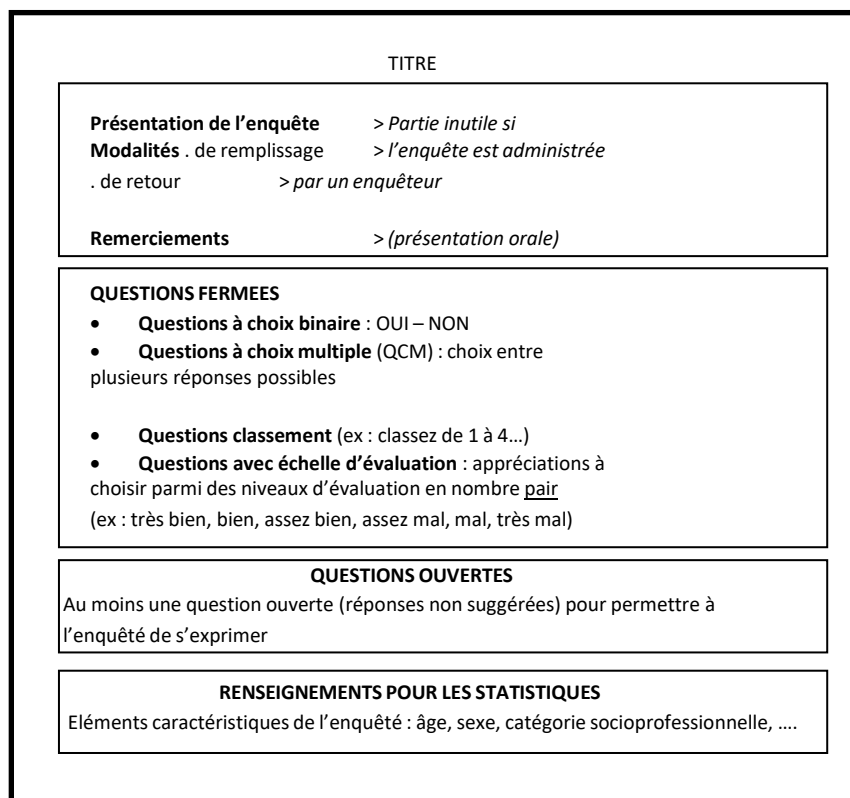 TITRE
Présentation de l’enquête > Partie inutile si
Modalités . de remplissage > l’enquête est administrée
. de retour > par un enquêteur
Remerciements > (présentation orale)
QUESTIONS FERMEES
• Questions à choix binaire : OUI – NON
• Questions à choix multiple (QCM) : choix entre
plusieurs réponses possibles
• Questions classement (ex : classez de 1 à 4…)
• Questions avec échelle d’évaluation : appréciations à
choisir parmi des niveaux d’évaluation en nombre pair
(ex : très bien, bien, assez bien, assez mal, mal, très mal)
QUESTIONS OUVERTES
Au moins une question ouverte (réponses non suggérées) pour permettre à
l’enquêté de s’exprimer
RENSEIGNEMENTS POUR LES STATISTIQUES
Eléments caractéristiques de l’enquêté : âge, sexe, catégorie socioprofessionnelle, ….